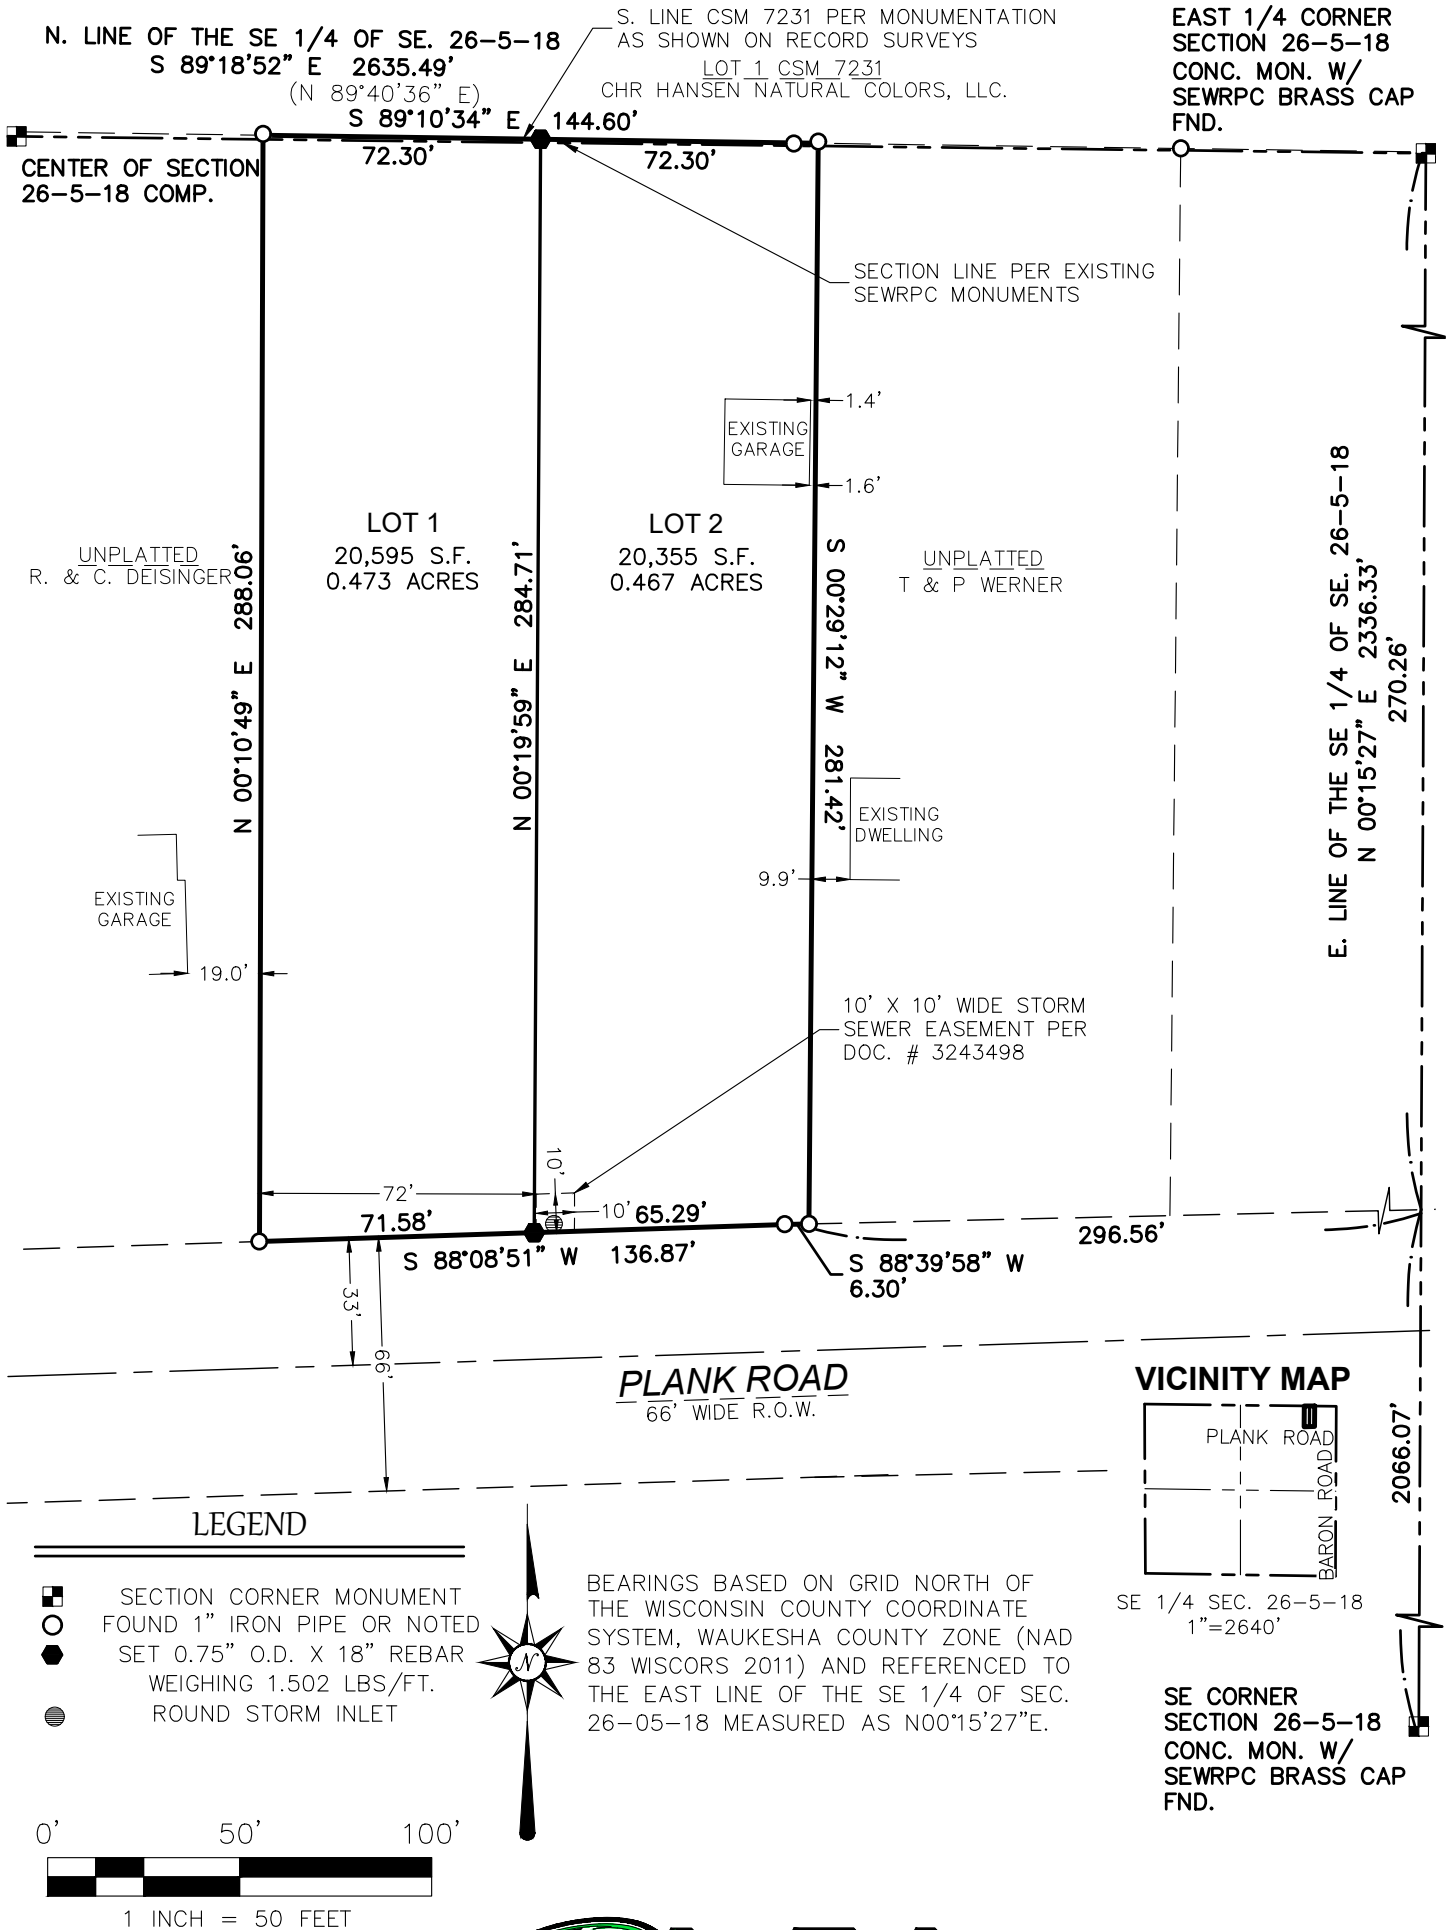 N. LINE OF THE SE 1/4 OF SE. 26-5-18
S 89°18'52" E 2635.49'
(N 89°40'36" E)
S 89°10'34" E 144.60'
72.30'
72.30'
S. LINE CSM 7231 PER MONUMENTATION
AS SHOWN ON RECORD SURVEYS
LOT 1 CSM 7231
CHR HANSEN NATURAL COLORS, LLC.
EAST 1/4 CORNER
SECTION 26-5-18
CONC. MON. W/
SEWRPC BRASS CAP
FND.
CENTER OF SECTION
26-5-18 COMP.
SECTION LINE PER EXISTING
SEWRPC MONUMENTS
EXISTING
GARAGE
1.4'
1.6'
LOT 1
20,595 S.F.
0.473 ACRES
LOT 2
20,355 S.F.
0.467 ACRES
UNPLATTED
R. & C. DEISINGER
UNPLATTED
T & P WERNER
N 00°10'49" E 288.06'
N 00°19'59" E 284.71'
S 00°29'12" W 281.42'
E. LINE OF THE SE 1/4 OF SE. 26-5-18
N 00°15'27" E 2336.33'
270.26'
EXISTING
DWELLING
9.9'
EXISTING
GARAGE
19.0'
10' X 10' WIDE STORM
SEWER EASEMENT PER
DOC. # 3243498
10'
72'
10'
71.58'
65.29'
S 88°08'51" W 136.87'
S 88°39'58" W
6.30'
296.56'
33'
66'
PLANK ROAD
66' WIDE R.O.W.
VICINITY MAP
PLANK ROAD
BARON ROAD
SE 1/4 SEC. 26-5-18
1"=2640'
2066.07'
LEGEND
SECTION CORNER MONUMENT
FOUND 1" IRON PIPE OR NOTED
SET 0.75" O.D. X 18" REBAR
WEIGHING 1.502 LBS/FT.
ROUND STORM INLET
N
BEARINGS BASED ON GRID NORTH OF
THE WISCONSIN COUNTY COORDINATE
SYSTEM, WAUKESHA COUNTY ZONE (NAD
83 WISCORS 2011) AND REFERENCED TO
THE EAST LINE OF THE SE 1/4 OF SEC.
26-05-18 MEASURED AS N00°15'27"E.
SE CORNER
SECTION 26-5-18
CONC. MON. W/
SEWRPC BRASS CAP
FND.
0' 50' 100'
1 INCH = 50 FEET